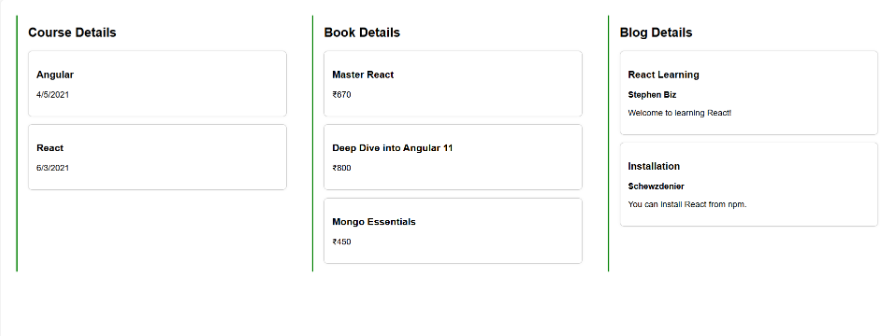 Course Details
Angular
4/5/2021
React
6/3/2021
Book Details
Master React
₹670
Deep Dive into Angular 11
₹800
Mongo Essentials
₹450
Blog Details
React Learning
Stephen Biz
Welcome to learning React!
Installation
Schewzdenier
You can install React from npm.